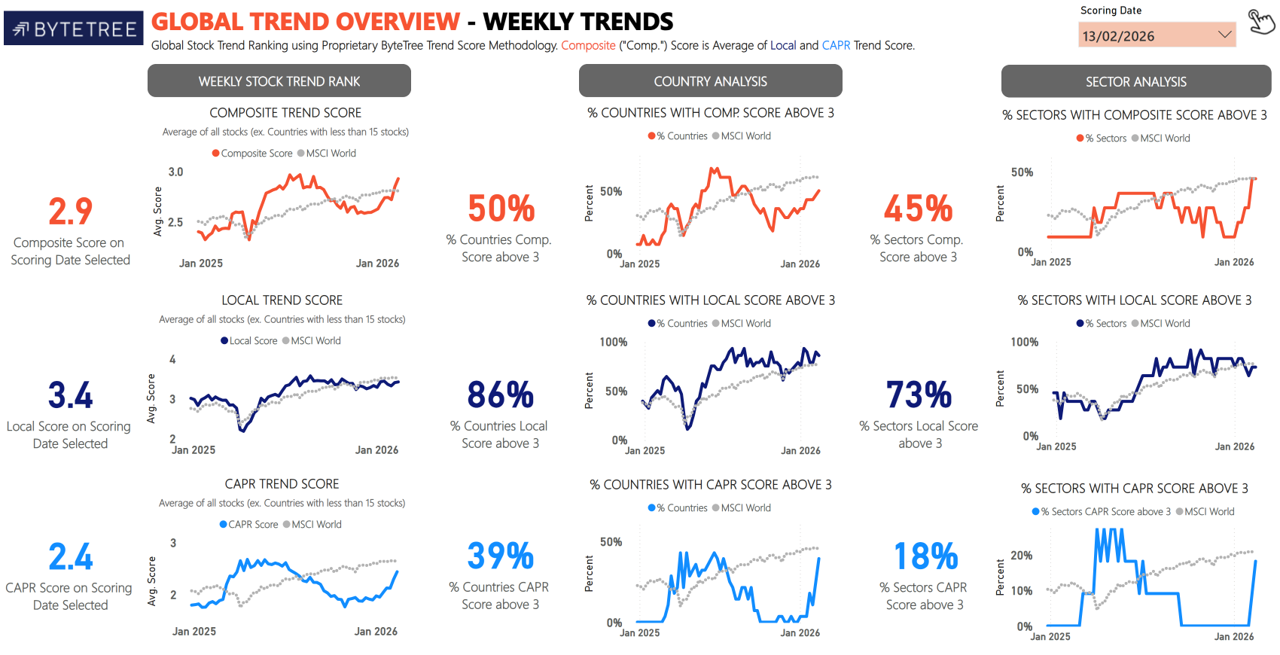 BYTETREE
GLOBAL TREND OVERVIEW - WEEKLY TRENDS
Global Stock Trend Ranking using Proprietary ByteTree Trend Score Methodology. Composite ("Comp.") Score is Average of Local and CAPR Trend Score.
Scoring Date
13/02/2026
WEEKLY STOCK TREND RANK
COUNTRY ANALYSIS
SECTOR ANALYSIS
COMPOSITE TREND SCORE
Average of all stocks (ex. Countries with less than 15 stocks)
Composite Score MSCI World
2.9
Composite Score on
Scoring Date Selected
Avg. Score
3.0
2.5
Jan 2025 Jan 2026
% COUNTRIES WITH COMP. SCORE ABOVE 3
% Countries MSCI World
50%
% Countries Comp.
Score above 3
Percent
50%
0%
Jan 2025 Jan 2026
% SECTORS WITH COMPOSITE SCORE ABOVE 3
% Sectors MSCI World
45%
% Sectors Comp.
Score above 3
Percent
50%
0%
Jan 2025 Jan 2026
LOCAL TREND SCORE
Average of all stocks (ex. Countries with less than 15 stocks)
Local Score MSCI World
3.4
Local Score on Scoring
Date Selected
Avg. Score
4
3
2
Jan 2025 Jan 2026
% COUNTRIES WITH LOCAL SCORE ABOVE 3
% Countries MSCI World
86%
% Countries Local
Score above 3
Percent
100%
50%
0%
Jan 2025 Jan 2026
% SECTORS WITH LOCAL SCORE ABOVE 3
% Sectors MSCI World
73%
% Sectors Local Score
above 3
Percent
100%
50%
0%
Jan 2025 Jan 2026
CAPR TREND SCORE
Average of all stocks (ex. Countries with less than 15 stocks)
CAPR Score MSCI World
2.4
CAPR Score on Scoring
Date Selected
Avg. Score
3
2
Jan 2025 Jan 2026
% COUNTRIES WITH CAPR SCORE ABOVE 3
% Countries MSCI World
39%
% Countries CAPR
Score above 3
Percent
50%
0%
Jan 2025 Jan 2026
% SECTORS WITH CAPR SCORE ABOVE 3
% Sectors CAPR Score above 3 MSCI World
18%
% Sectors CAPR
Score above 3
Percent
20%
10%
0%
Jan 2025 Jan 2026